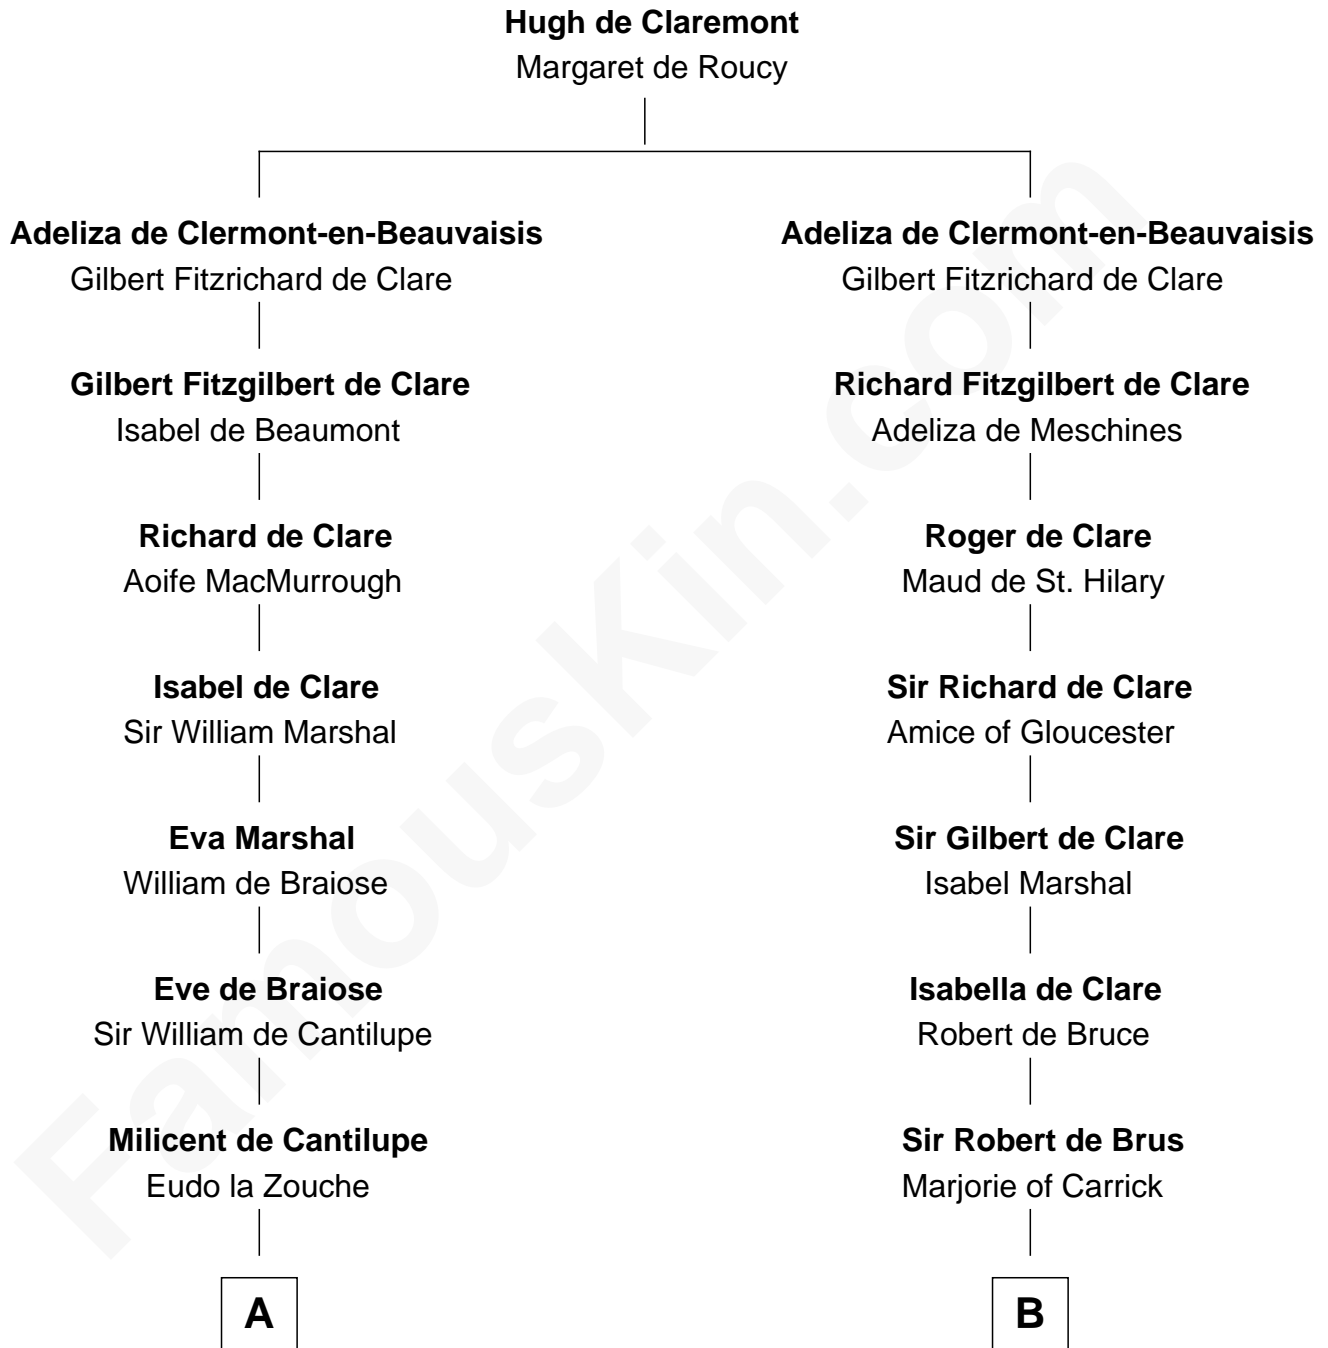 Hugh de Claremont
Margaret de Roucy
Adeliza de Clermont-en-Beauvaisis
Gilbert Fitzrichard de Clare
Gilbert Fitzgilbert de Clare
Isabel de Beaumont
Richard de Clare
Aoife MacMurrough
Isabel de Clare
Sir William Marshal
Eva Marshal
William de Braiose
Eve de Braiose
Sir William de Cantilupe
Milicent de Cantilupe
Eudo la Zouche
A
Adeliza de Clermont-en-Beauvaisis
Gilbert Fitzrichard de Clare
Richard Fitzgilbert de Clare
Adeliza de Meschines
Roger de Clare
Maud de St. Hilary
Sir Richard de Clare
Amice of Gloucester
Sir Gilbert de Clare
Isabel Marshal
Isabella de Clare
Robert de Bruce
Sir Robert de Brus
Marjorie of Carrick
B
FamousKin.com